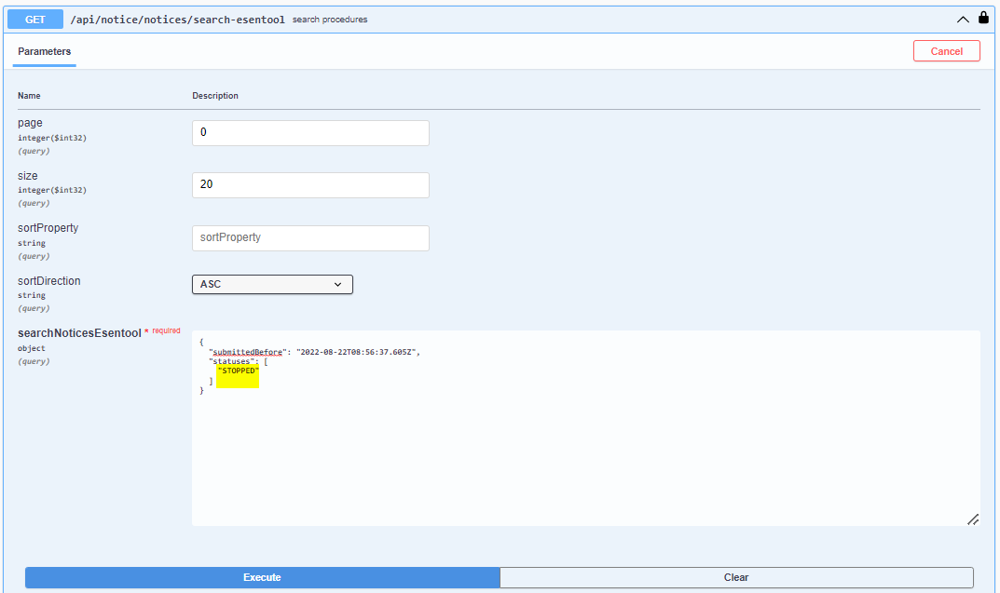 GET /api/notice/notices/search-esentool search procedures
Parameters
Cancel
Name Description
page
integer($int32)
(query)
0
size
integer($int32)
(query)
20
sortProperty
string
(query)
sortProperty
sortDirection
string
(query)
ASC
searchNoticesEsentool * required
object
(query)
{
"submittedBefore": "2022-08-22T08:56:37.605Z",
"statuses": [
"STOPPED"
]
}
Execute
Clear